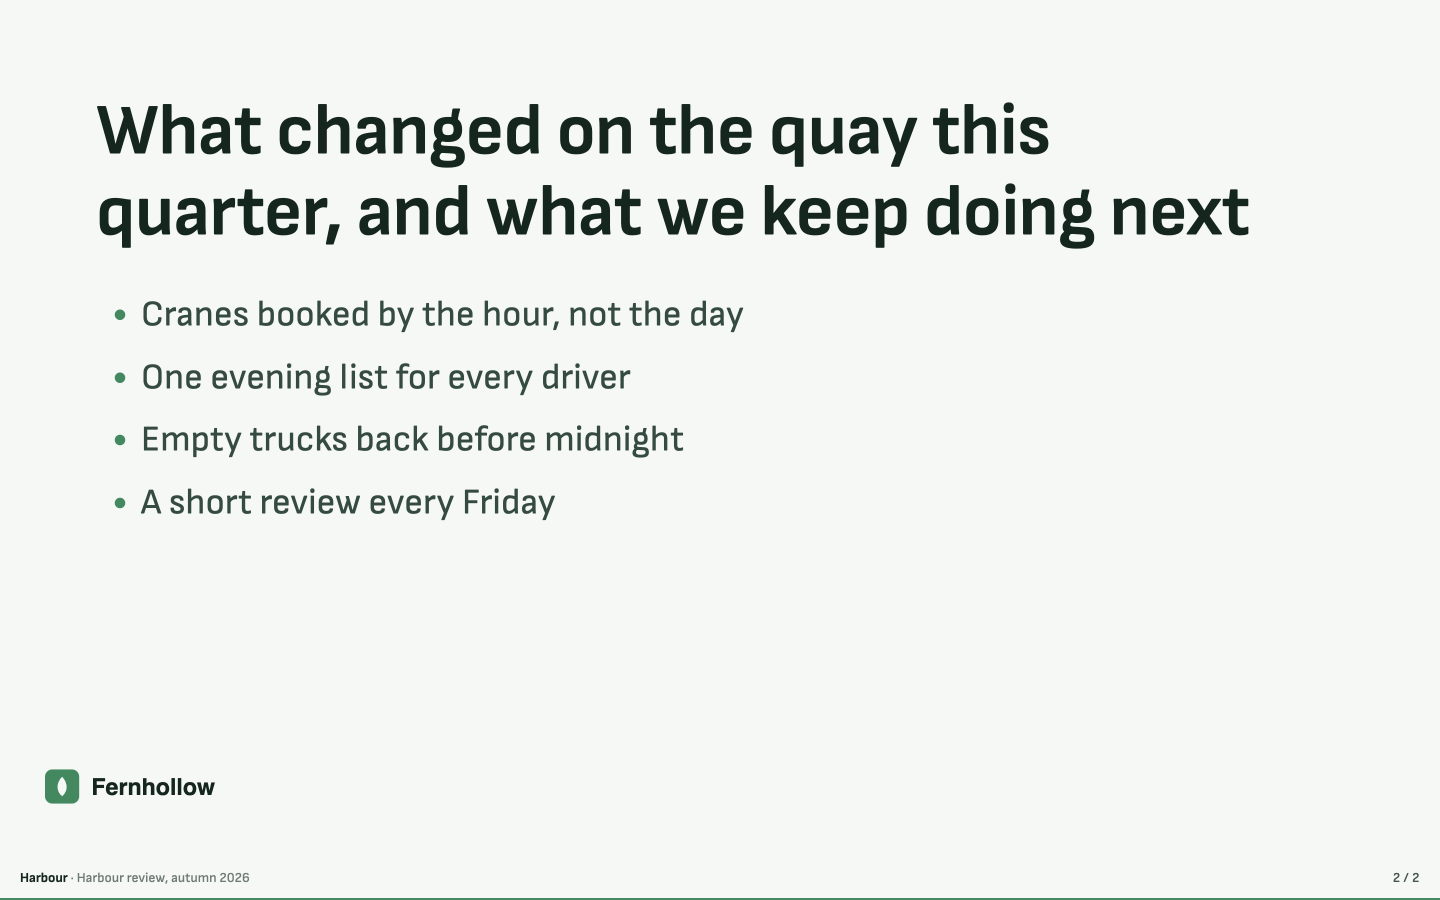 What changed on the quay this
quarter, and what we keep doing next
• Cranes booked by the hour, not the day
• One evening list for every driver
• Empty trucks back before midnight
• A short review every Friday
Fernhollow
Harbour · Harbour review, autumn 2026
2 / 2